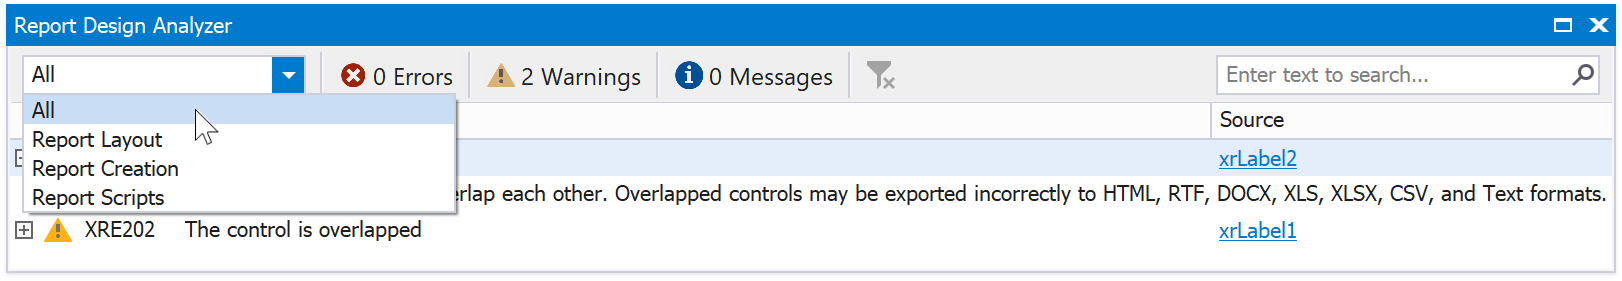 Report Design Analyzer
All
0 Errors
2 Warnings
0 Messages
Enter text to search...
All
Source
Report Layout
xrLabel2
Report Creation
each other. Overlapped controls may be exported incorrectly to HTML, RTF, DOCX, XLS, XLSX, CSV, and Text formats.
Report Scripts
XRE202 The control is overlapped
xrLabel1